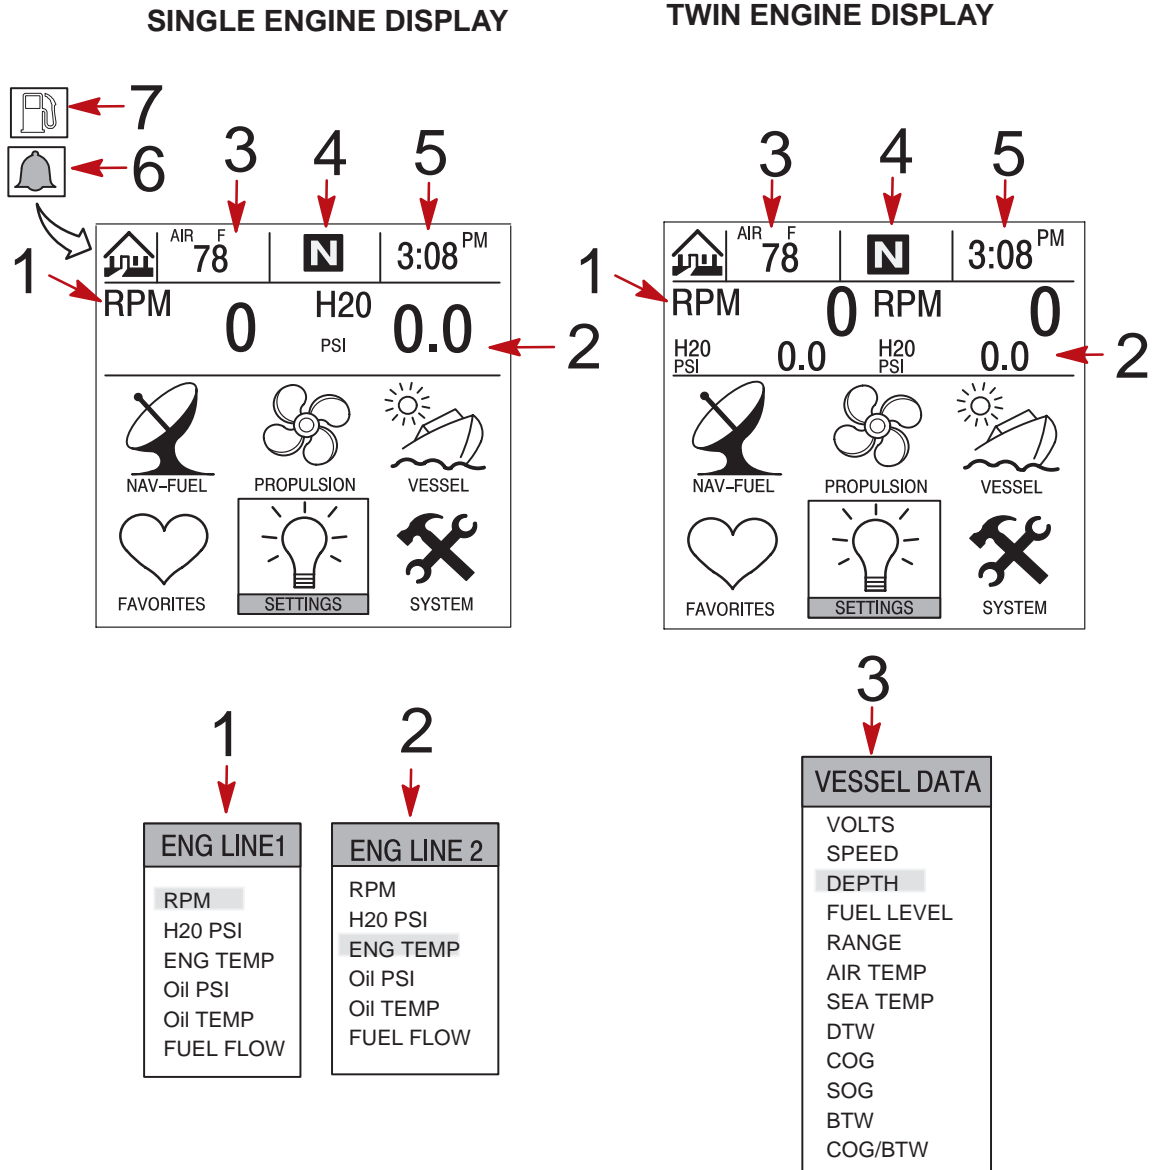 SINGLE ENGINE DISPLAY
TWIN ENGINE DISPLAY
7
6
3
4
5
AIR F
78
N
3:08 PM
1
RPM
0
H20
PSI
0.0
2
NAV–FUEL
PROPULSION
VESSEL
FAVORITES
SETTINGS
SYSTEM
3
4
5
AIR F
78
N
3:08 PM
1
RPM
0
RPM
0
H20
PSI
0.0
H20
PSI
0.0
2
NAV–FUEL
PROPULSION
VESSEL
FAVORITES
SETTINGS
SYSTEM
1
ENG LINE1
RPM
H20 PSI
ENG TEMP
Oil PSI
Oil TEMP
FUEL FLOW
2
ENG LINE 2
RPM
H20 PSI
ENG TEMP
Oil PSI
Oil TEMP
FUEL FLOW
3
VESSEL DATA
VOLTS
SPEED
DEPTH
FUEL LEVEL
RANGE
AIR TEMP
SEA TEMP
DTW
COG
SOG
BTW
COG/BTW